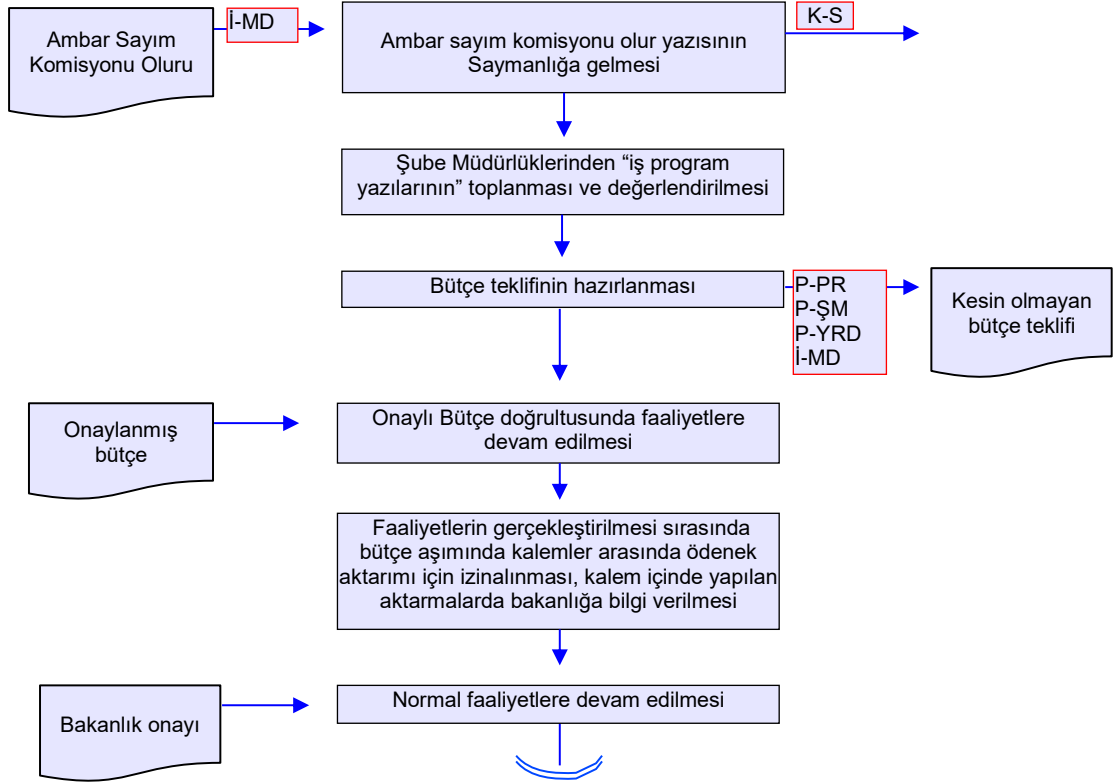 Ambar Sayım
Komisyonu Oluru
İ-MD
Ambar sayım komisyonu olur yazısının
Saymanlığa gelmesi
K-S
Şube Müdürlüklerinden “iş program
yazılarının” toplanması ve değerlendirilmesi
Bütçe teklifinin hazırlanması
P-PR
P-ŞM
P-YRD
İ-MD
Kesin olmayan
bütçe teklifi
Onaylanmış
bütçe
Onaylı Bütçe doğrultusunda faaliyetlere
devam edilmesi
Faaliyetlerin gerçekleştirilmesi sırasında
bütçe aşımında kalemler arasında ödenek
aktarımı için izinalınması, kalem içinde yapılan
aktarmalarda bakanlığa bilgi verilmesi
Bakanlık onayı
Normal faaliyetlere devam edilmesi